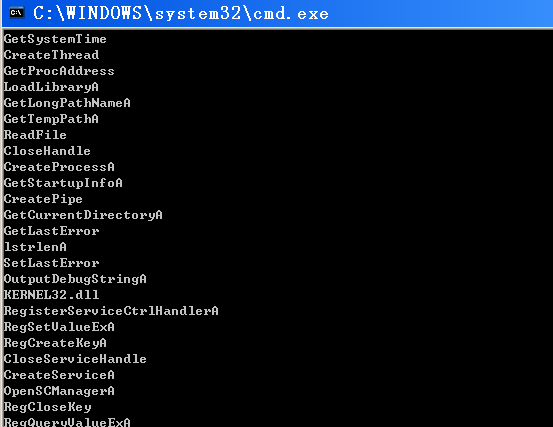 C:\WINDOWS\system32\cmd.exe
GetSystemTime
CreateThread
GetProcAddress
LoadLibraryA
GetLongPathNameA
GetTempPathA
ReadFile
CloseHandle
CreateProcessA
GetStartupInfoA
CreatePipe
GetCurrentDirectoryA
GetLastError
lstrlenA
SetLastError
OutputDebugStringA
KERNEL32.dll
RegisterServiceCtrlHandlerA
RegSetValueExA
RegCreateKeyA
CloseServiceHandle
CreateServiceA
OpenSCManagerA
RegCloseKey
RegQueryValueExA